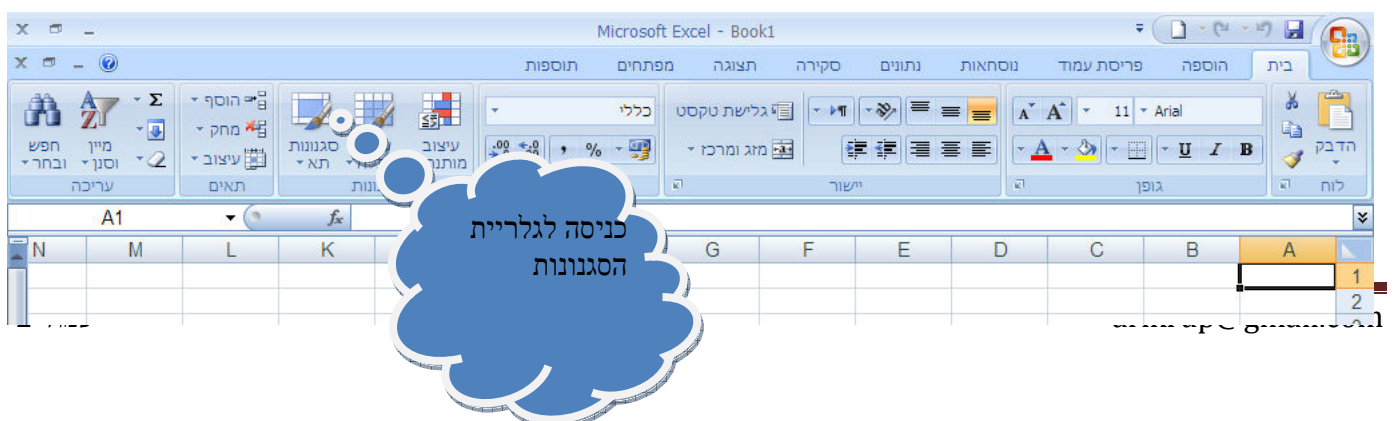 Microsoft Excel - Book1
בית הוספה פריסת עמוד נוסחאות נתונים סקירה תצוגה מפתחים תוספות
Arial 11 גלישת טקסט כללי הוסף Σ
B I U מזג ומרכז % עיצוב סגנונות תא מחק מיין וסנן חפש ובחר
הדבק עיצוב
לוח גופן יישור תאים עריכה
A1 fx
A B C D E F G K L M N
1
2
כניסה לגלריית
הסגנונות